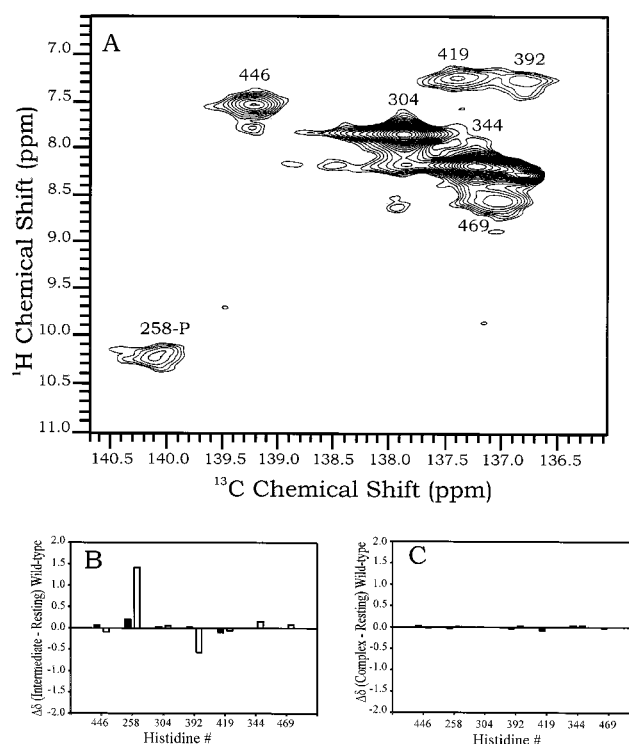 A
¹H Chemical Shift (ppm)
6.0
7.0
7.5
8.0
8.5
9.0
9.5
10.0
10.5
11.0
446
419
392
304
344
469
258-P
140.5 140.0 139.5 139.0 138.5 138.0 137.5 137.0 136.5
¹³C Chemical Shift (ppm)
B
Δδ (Intermediate - Resting) Wild-type
2.0
1.5
1.0
0.5
0.0
-0.5
-1.0
-1.5
-2.0
446 258 304 392 419 344 469
Histidine #
C
Δδ (Complex - Resting) Wild-type
2.0
1.5
1.0
0.5
0.0
-0.5
-1.0
-1.5
-2.0
446 258 304 392 419 344 469
Histidine #